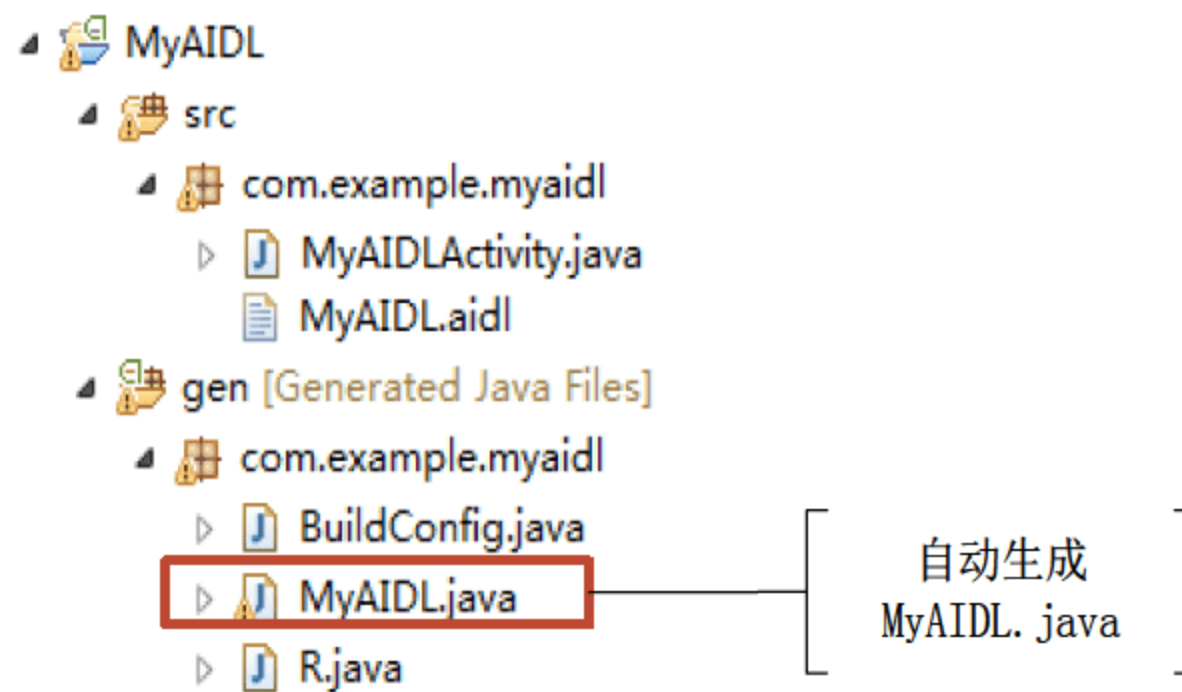 MyAIDL
src
com.example.myaidl
MyAIDLActivity.java
MyAIDL.aidl
gen [Generated Java Files]
com.example.myaidl
BuildConfig.java
MyAIDL.java
自动生成
MyAIDL.java
R.java